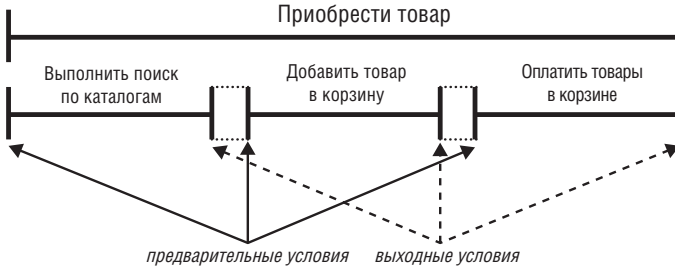 Приобрести товар
Выполнить поиск
по каталогам
Добавить товар
в корзину
Оплатить товары
в корзине
предварительные условия
выходные условия